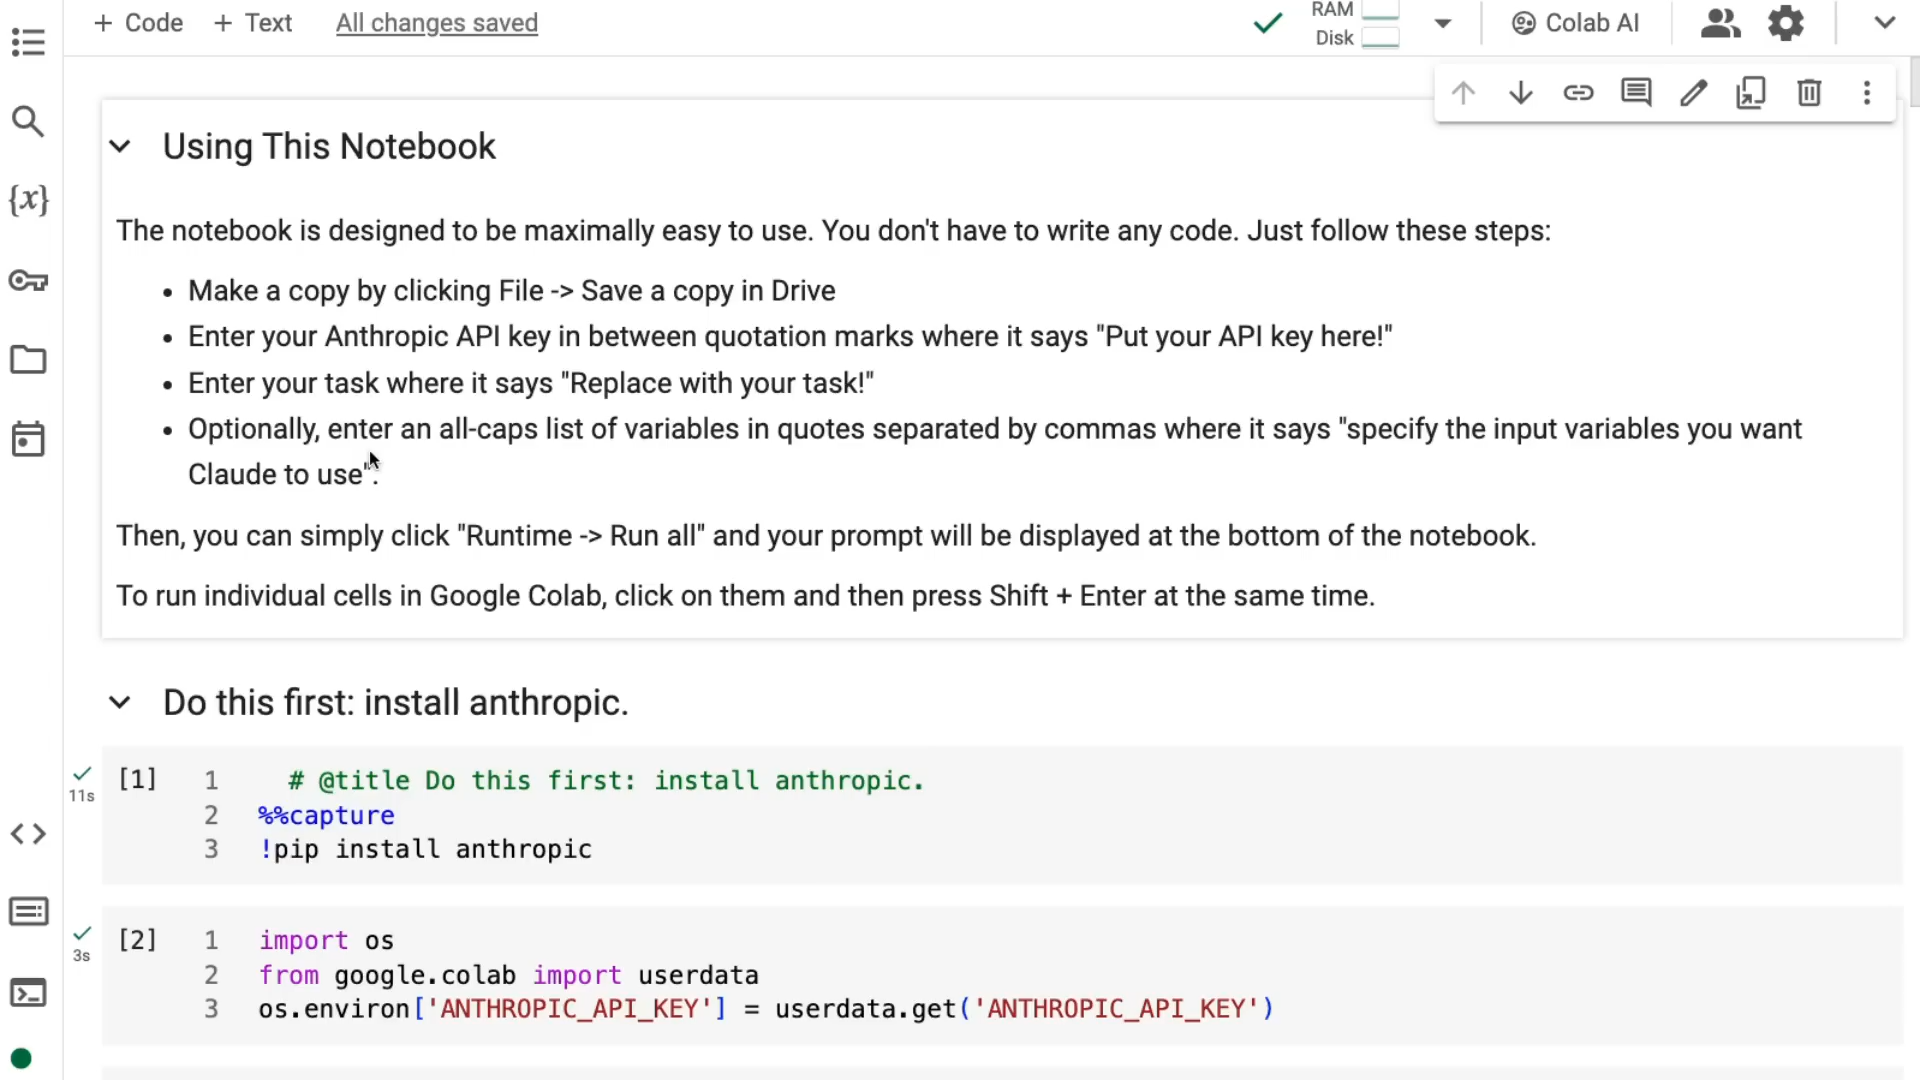 + Code + Text All changes saved RAM Disk Colab AI
Using This Notebook
The notebook is designed to be maximally easy to use. You don't have to write any code. Just follow these steps:
• Make a copy by clicking File -> Save a copy in Drive
• Enter your Anthropic API key in between quotation marks where it says "Put your API key here!"
• Enter your task where it says "Replace with your task!"
• Optionally, enter an all-caps list of variables in quotes separated by commas where it says "specify the input variables you want
Claude to use".
Then, you can simply click "Runtime -> Run all" and your prompt will be displayed at the bottom of the notebook.
To run individual cells in Google Colab, click on them and then press Shift + Enter at the same time.
Do this first: install anthropic.
[1] 1 # @title Do this first: install anthropic.
11s
2 %%capture
3 !pip install anthropic
[2] 1 import os
3s
2 from google.colab import userdata
3 os.environ['ANTHROPIC_API_KEY'] = userdata.get('ANTHROPIC_API_KEY')